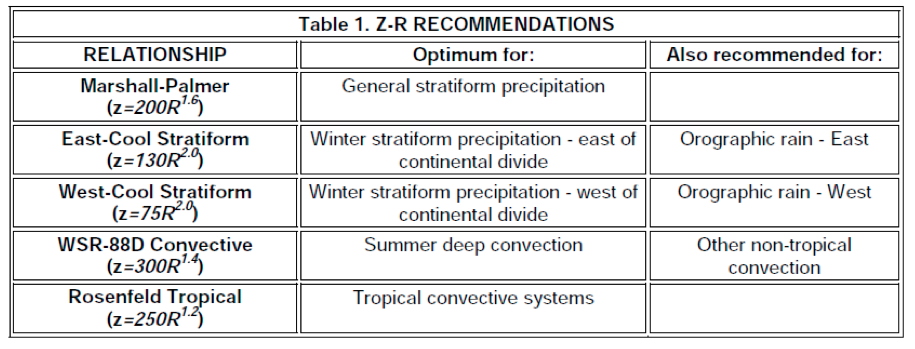 Table 1. Z-R RECOMMENDATIONS
RELATIONSHIP Optimum for: Also recommended for:
Marshall-Palmer
(z=200R^1.6) General stratiform precipitation
East-Cool Stratiform
(z=130R^2.0) Winter stratiform precipitation - east of
continental divide Orographic rain - East
West-Cool Stratiform
(z=75R^2.0) Winter stratiform precipitation - west of
continental divide Orographic rain - West
WSR-88D Convective
(z=300R^1.4) Summer deep convection Other non-tropical
convection
Rosenfeld Tropical
(z=250R^1.2) Tropical convective systems